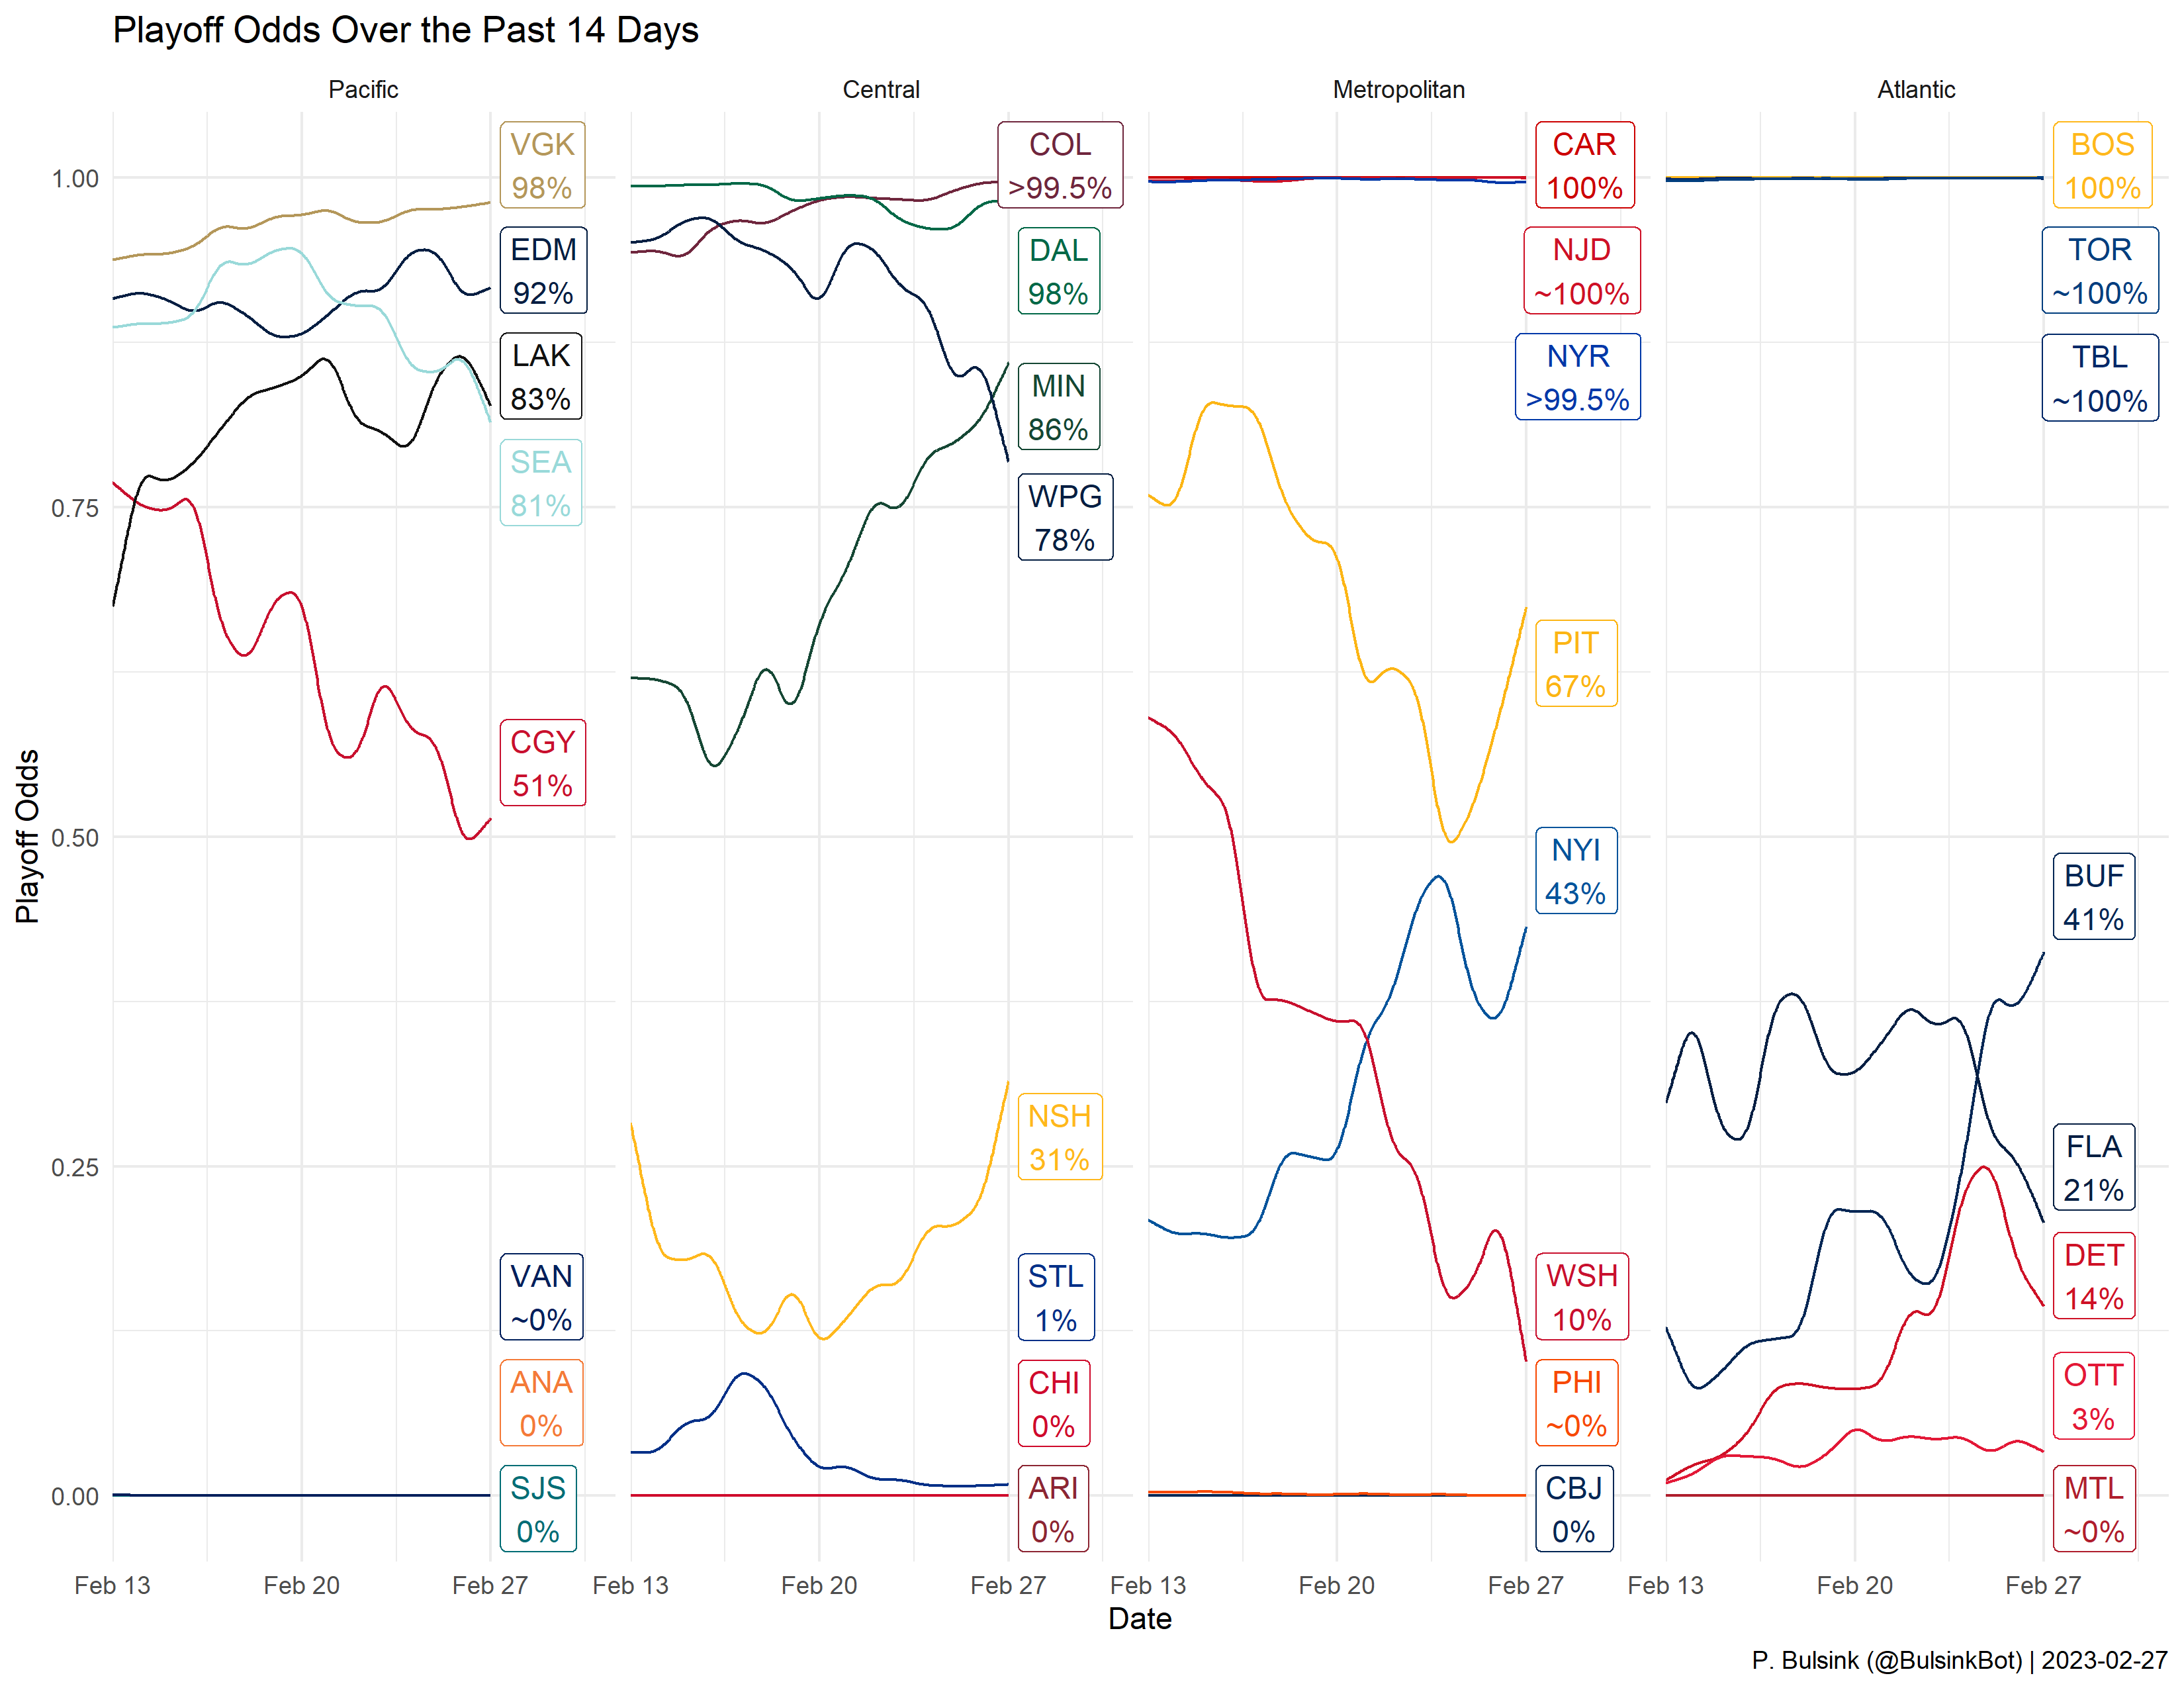 Playoff Odds Over the Past 14 Days
Pacific
Central
Metropolitan
Atlantic
Playoff Odds
1.00
0.75
0.50
0.25
0.00
VGK
98%
EDM
92%
LAK
83%
SEA
81%
CGY
51%
VAN
~0%
ANA
0%
SJS
0%
COL
>99.5%
DAL
98%
MIN
86%
WPG
78%
NSH
31%
STL
1%
CHI
0%
ARI
0%
CAR
100%
NJD
~100%
NYR
>99.5%
PIT
67%
NYI
43%
WSH
10%
PHI
~0%
CBJ
0%
BOS
100%
TOR
~100%
TBL
~100%
BUF
41%
FLA
21%
DET
14%
OTT
3%
MTL
~0%
Feb 13
Feb 20
Feb 27
Feb 13
Feb 20
Feb 27
Feb 13
Feb 20
Feb 27
Feb 13
Feb 20
Feb 27
Date
P. Bulsink (@BulsinkBot) | 2023-02-27